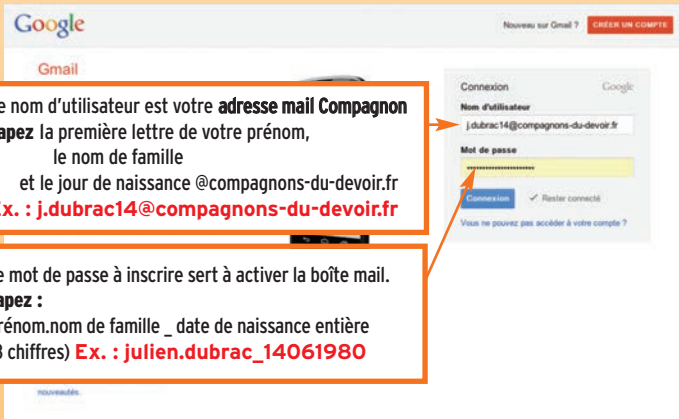 Google
Nouveau sur Gmail ? CRÉER UN COMPTE
Gmail
e nom d'utilisateur est votre adresse mail Compagnon
apez la première lettre de votre prénom,
le nom de famille
et le jour de naissance @compagnons-du-devoir.fr
x. : j.dubrac14@compagnons-du-devoir.fr
Connexion Google
Nom d'utilisateur
j.dubrac14@compagnons-du-devoir.fr
Mot de passe
Connexion Rester connecté
Vous ne pouvez pas accéder à votre compte ?
e mot de passe à inscrire sert à activer la boîte mail.
apez :
rénom.nom de famille _ date de naissance entière
chiffres) Ex. : julien.dubrac_14061980
nouveautés.